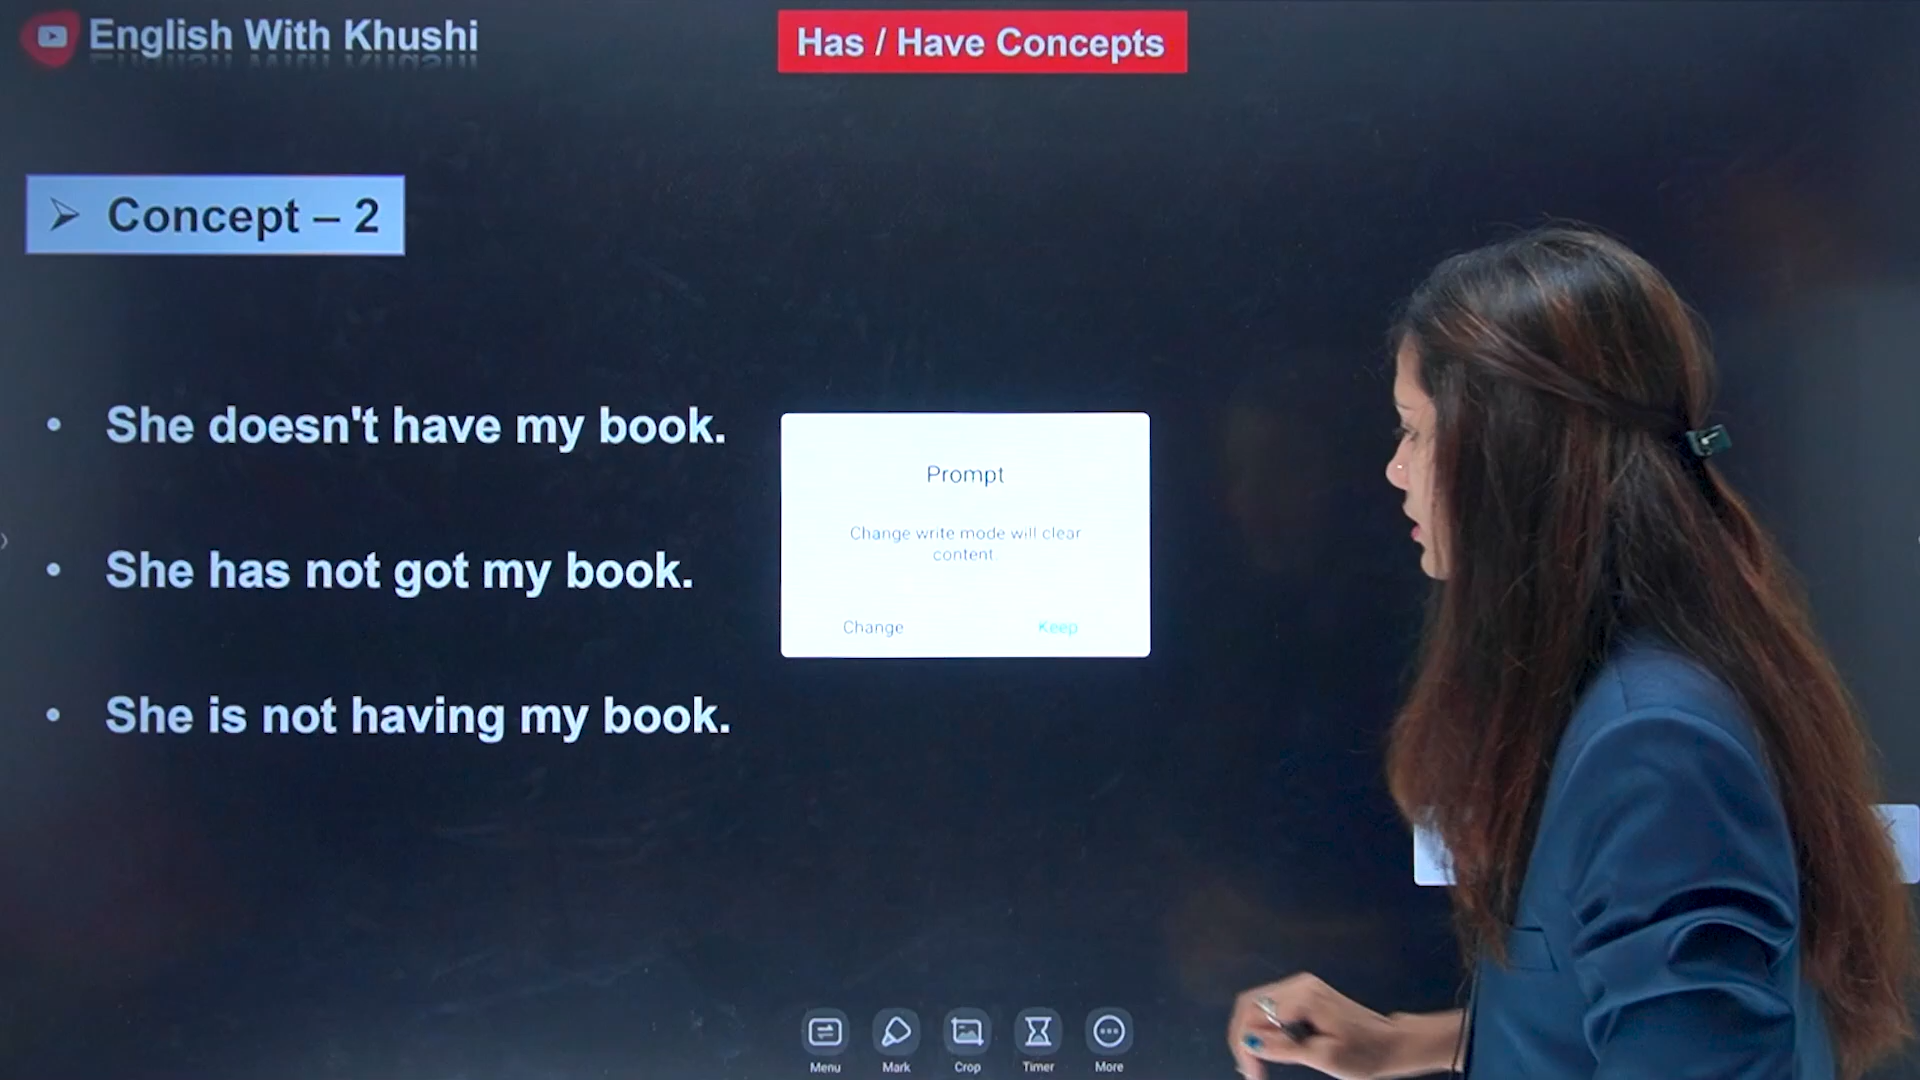 English With Khushi
Has / Have Concepts
➢ Concept – 2
• She doesn't have my book.
• She has not got my book.
• She is not having my book.
Prompt
Change write mode will clear
content.
Change Keep
Menu Mark Crop Timer More